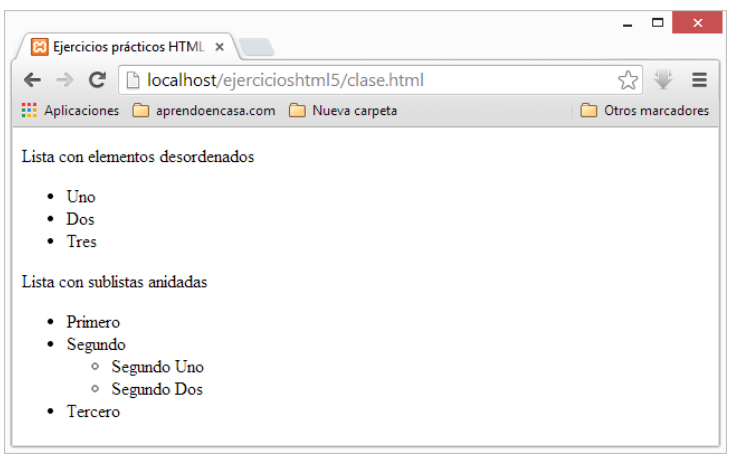 Ejercicios prácticos HTML
localhost/ejercicioshtml5/clase.html
Aplicaciones aprendoencasa.com Nueva carpeta Otros marcadores
Lista con elementos desordenados
• Uno
• Dos
• Tres
Lista con sublistas anidadas
• Primero
• Segundo
◦ Segundo Uno
◦ Segundo Dos
• Tercero